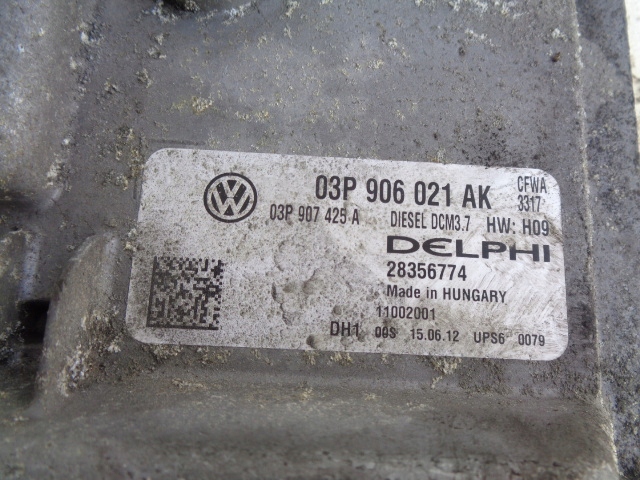 03P 906 021 AK CFWA
3317
03P 907 425 A DIESEL DCM3.7 HW: H09
DELPHI
28356774
Made in HUNGARY
11002001
DH1 00S 15.06.12 UPS6 0079